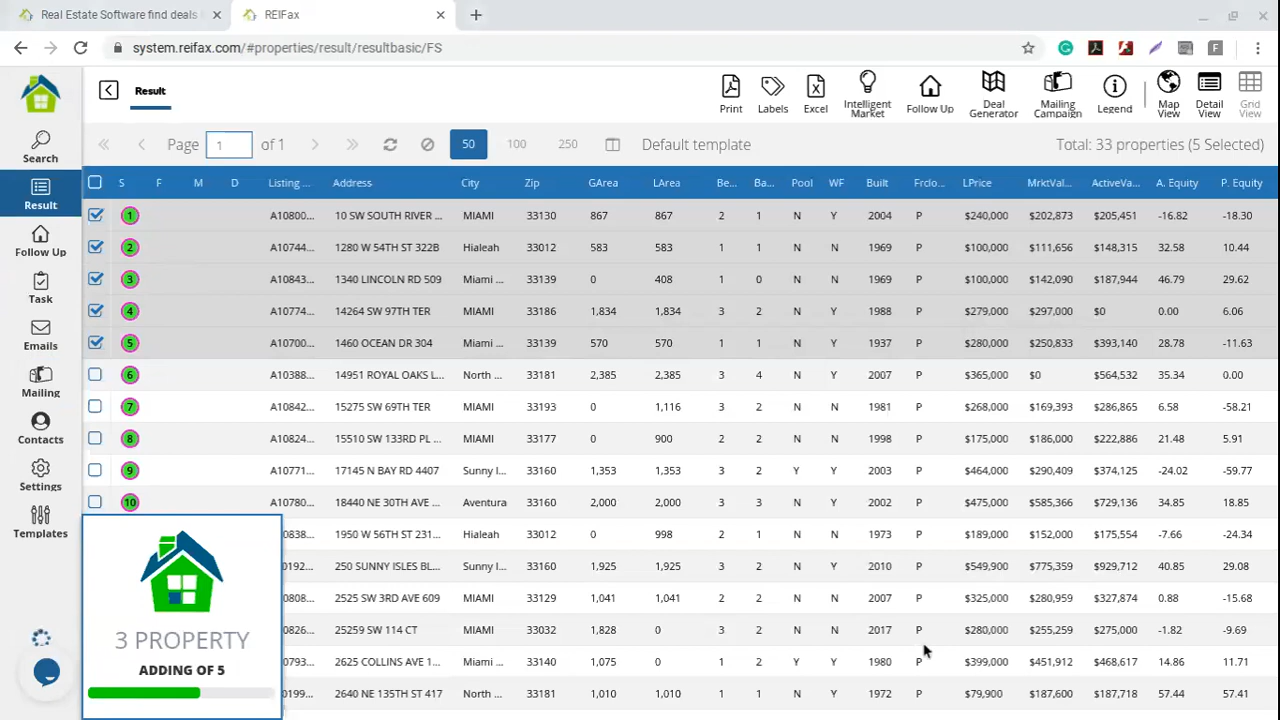 Real Estate Software find deals
REIFax
system.reifax.com/#properties/result/resultbasic/FS
Result
Print
Labels
Excel
Intelligent Market
Follow Up
Deal Generator
Mailing Campaign
Legend
Map View
Detail View
Grid View
Search
Result
Follow Up
Task
Emails
Mailing
Contacts
Settings
Templates
Page 1 of 1 50 100 250 Default template Total: 33 properties (5 Selected)
S F M D Listing ... Address City Zip GArea LArea Be... Ba... Pool WF Built Frclo... LPrice MrktVal... ActiveVa... A. Equity P. Equity
1 A10800... 10 SW SOUTH RIVER ... MIAMI 33130 867 867 2 1 N Y 2004 P $240,000 $202,873 $205,451 -16.82 -18.30
2 A10744... 1280 W 54TH ST 322B Hialeah 33012 583 583 1 1 N N 1969 P $100,000 $111,656 $148,315 32.58 10.44
3 A10843... 1340 LINCOLN RD 509 Miami ... 33139 0 408 1 0 N N 1969 P $100,000 $142,090 $187,944 46.79 29.62
4 A10774... 14264 SW 97TH TER MIAMI 33186 1,834 1,834 3 2 N Y 1988 P $279,000 $297,000 $0 0.00 6.06
5 A10700... 1460 OCEAN DR 304 Miami ... 33139 570 570 1 1 N Y 1937 P $280,000 $250,833 $393,140 28.78 -11.63
6 A10388... 14951 ROYAL OAKS L... North ... 33181 2,385 2,385 3 4 N Y 2007 P $365,000 $0 $564,532 35.34 0.00
7 A10842... 15275 SW 69TH TER MIAMI 33193 0 1,116 3 2 N N 1981 P $268,000 $169,393 $286,865 6.58 -58.21
8 A10824... 15510 SW 133RD PL ... MIAMI 33177 0 900 2 2 N N 1998 P $175,000 $186,000 $222,886 21.48 5.91
9 A10771... 17145 N BAY RD 4407 Sunny I... 33160 1,353 1,353 3 2 Y Y 2003 P $464,000 $290,409 $374,125 -24.02 -59.77
10 A10780... 18440 NE 30TH AVE ... Aventura 33160 2,000 2,000 3 3 N Y 2002 P $475,000 $585,366 $729,136 34.85 18.85
0838... 1950 W 56TH ST 231... Hialeah 33012 0 998 2 1 N N 1973 P $189,000 $152,000 $175,554 -7.66 -24.34
0192... 250 SUNNY ISLES BL... Sunny I... 33160 1,925 1,925 3 2 N Y 2010 P $549,900 $775,359 $929,712 40.85 29.08
0808... 2525 SW 3RD AVE 609 MIAMI 33129 1,041 1,041 2 2 N N 2007 P $325,000 $280,959 $327,874 0.88 -15.68
0826... 25259 SW 114 CT MIAMI 33032 1,828 0 3 2 N N 2017 P $280,000 $255,259 $275,000 -1.82 -9.69
0793... 2625 COLLINS AVE 1... Miami ... 33140 1,075 0 1 2 Y Y 1980 P $399,000 $451,912 $468,617 14.86 11.71
0199... 2640 NE 135TH ST 417 North ... 33181 1,010 1,010 1 1 N Y 1972 P $79,900 $187,600 $187,718 57.44 57.41
3 PROPERTY
ADDING OF 5